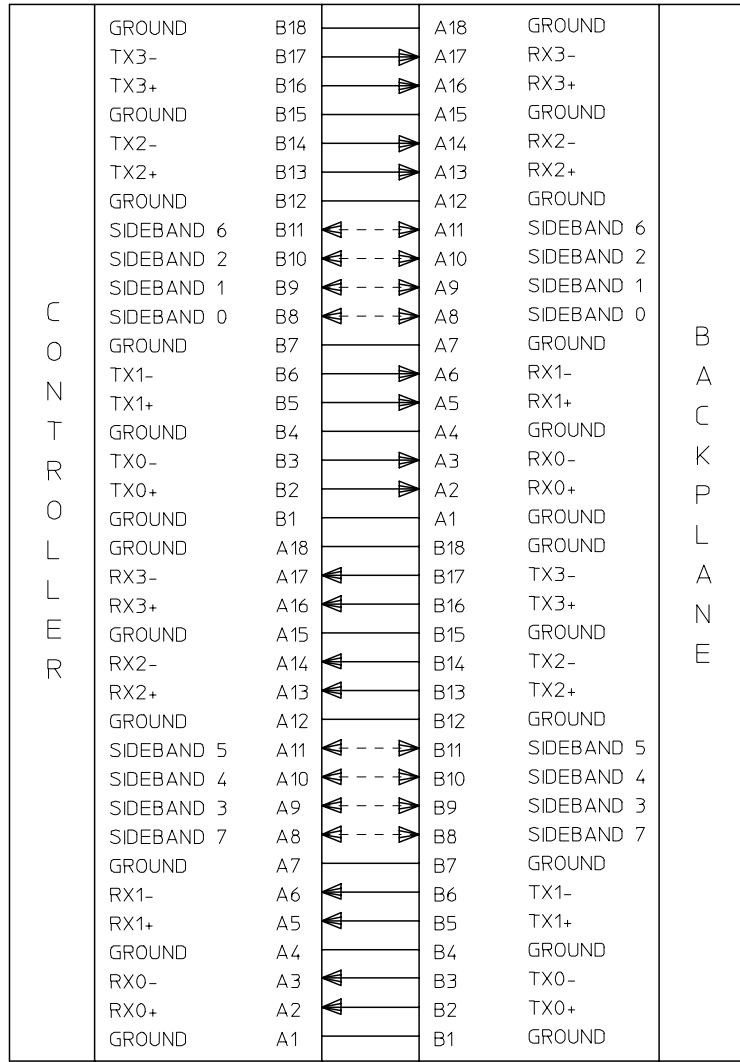 GROUND B18 A18 GROUND
TX3- B17 A17 RX3-
TX3+ B16 A16 RX3+
GROUND B15 A15 GROUND
TX2- B14 A14 RX2-
TX2+ B13 A13 RX2+
GROUND B12 A12 GROUND
SIDEBAND 6 B11 A11 SIDEBAND 6
SIDEBAND 2 B10 A10 SIDEBAND 2
SIDEBAND 1 B9 A9 SIDEBAND 1
SIDEBAND 0 B8 A8 SIDEBAND 0
GROUND B7 A7 GROUND
TX1- B6 A6 RX1-
TX1+ B5 A5 RX1+
GROUND B4 A4 GROUND
TX0- B3 A3 RX0-
TX0+ B2 A2 RX0+
GROUND B1 A1 GROUND
GROUND A18 B18 GROUND
RX3- A17 B17 TX3-
RX3+ A16 B16 TX3+
GROUND A15 B15 GROUND
RX2- A14 B14 TX2-
RX2+ A13 B13 TX2+
GROUND A12 B12 GROUND
SIDEBAND 5 A11 B11 SIDEBAND 5
SIDEBAND 4 A10 B10 SIDEBAND 4
SIDEBAND 3 A9 B9 SIDEBAND 3
SIDEBAND 7 A8 B8 SIDEBAND 7
GROUND A7 B7 GROUND
RX1- A6 B6 TX1-
RX1+ A5 B5 TX1+
GROUND A4 B4 GROUND
RX0- A3 B3 TX0-
RX0+ A2 B2 TX0+
GROUND A1 B1 GROUND
CONTROLLER
BACKPLANE